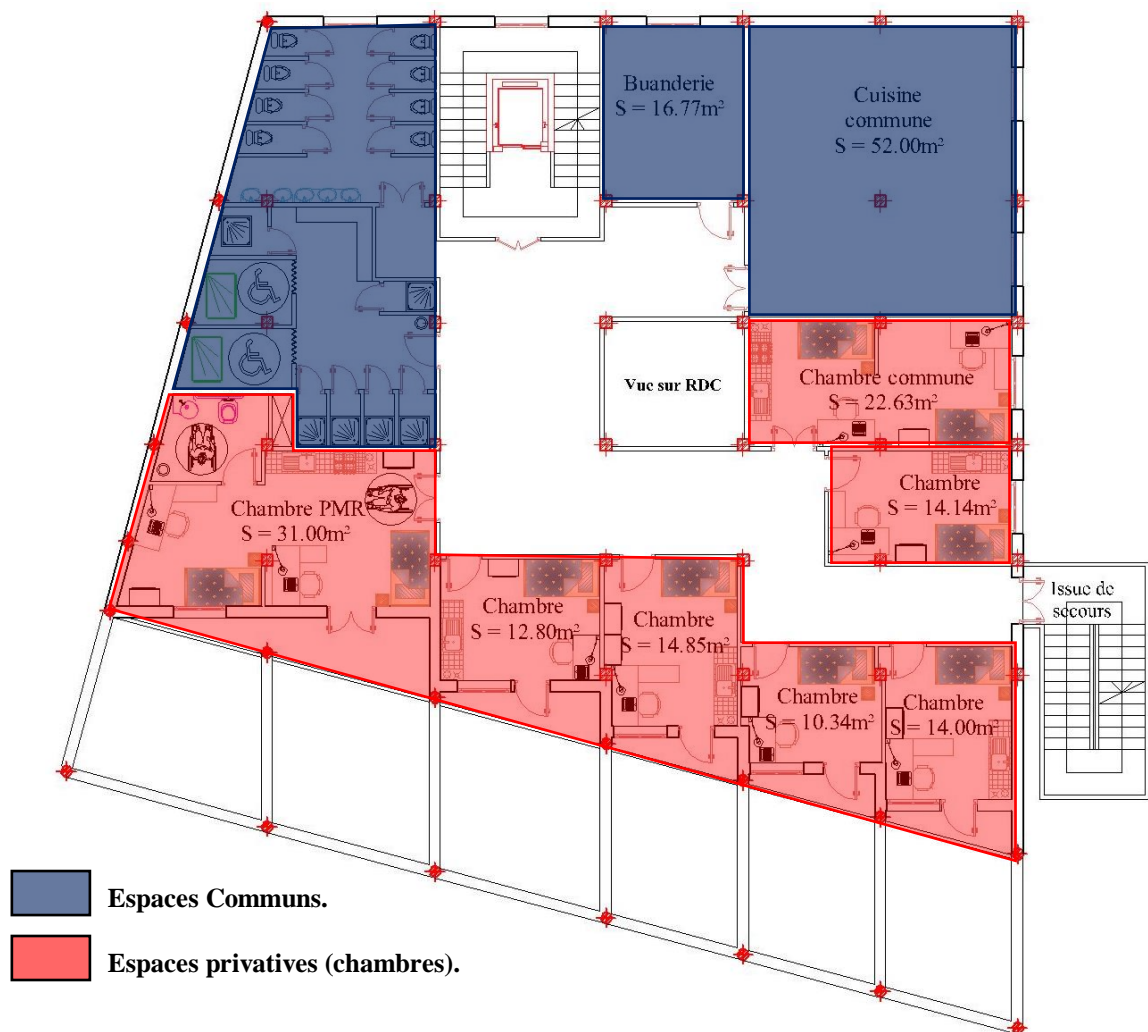 Buanderie
S = 16.77m²
Cuisine
commune
S = 52.00m²
Vue sur RDC
Chambre commune
S = 22.63m²
Chambre
S = 14.14m²
Chambre PMR
S = 31.00m²
Chambre
S = 12.80m²
Chambre
S = 14.85m²
Chambre
S = 10.34m²
Chambre
S = 14.00m²
Issue de
secours
Espaces Communs.
Espaces privatives (chambres).